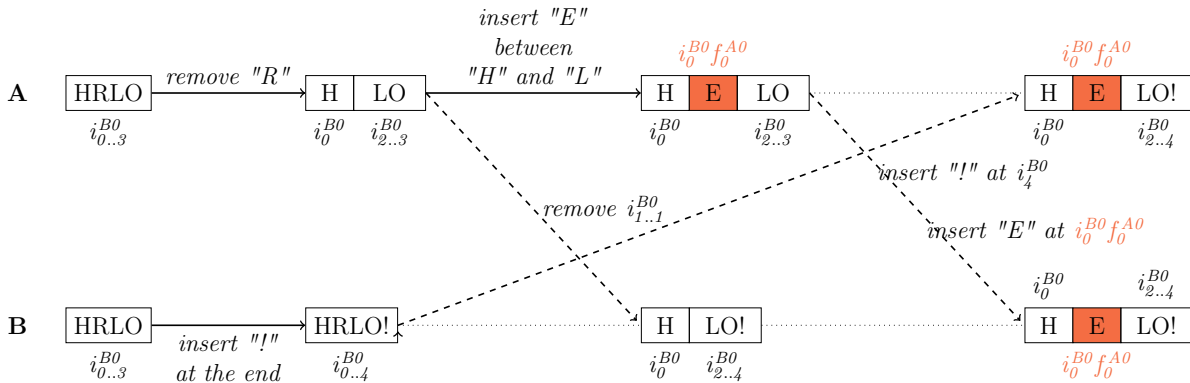 insert "E"
between
"H" and "L"
remove "R"
i_0^{B0} f_0^{A0}
i_0^{B0} f_0^{A0}
A
HRLO
H LO
H E LO
H E LO!
i_{0..3}^{B0}
i_0^{B0} i_{2..3}^{B0}
i_0^{B0} i_{2..3}^{B0}
i_0^{B0} i_{2..4}^{B0}
insert "!" at i_4^{B0}
remove i_{1..1}^{B0}
insert "E" at i_0^{B0} f_0^{A0}
i_0^{B0} i_{2..4}^{B0}
B
HRLO
HRLO!
H LO!
H E LO!
insert "!"
at the end
i_{0..3}^{B0}
i_{0..4}^{B0}
i_0^{B0} i_{2..4}^{B0}
i_0^{B0} f_0^{A0}